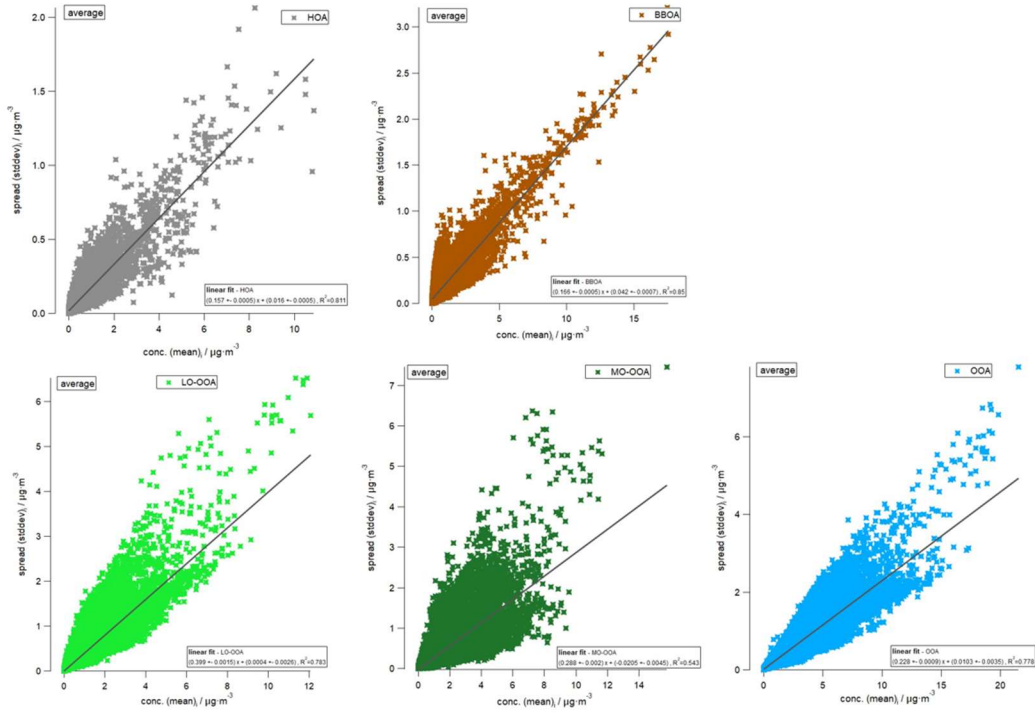 average
HOA
spread (stddev)i / µg·m-3
2.0
1.5
1.0
0.5
0.0
0 2 4 6 8 10
conc. (mean)i / µg·m-3
linear fit - HOA
(0.157 +- 0.0005) x + (0.016 +- 0.0005) , R2=0.811
average
BBOA
spread (stddev)i / µg·m-3
3.0
2.5
2.0
1.5
1.0
0.5
0.0
0 5 10 15
conc. (mean)i / µg·m-3
linear fit - BBOA
(0.166 +- 0.0005) x + (0.042 +- 0.0007) , R2=0.85
average
LO-OOA
spread (stddev)i / µg·m-3
6
5
4
3
2
1
0
0 2 4 6 8 10 12
conc. (mean)i / µg·m-3
linear fit - LO-OOA
(0.399 +- 0.0015) x + (0.0004 +- 0.0025) , R2=0.783
average
MO-OOA
spread (stddev)i / µg·m-3
7
6
5
4
3
2
1
0
0 2 4 6 8 10 12 14
conc. (mean)i / µg·m-3
linear fit - MO-OOA
(0.288 +- 0.002) x + (-0.0205 +- 0.0045) , R2=0.543
average
OOA
spread (stddev)i / µg·m-3
6
4
2
0
0 5 10 15 20
conc. (mean)i / µg·m-3
linear fit - OOA
(0.228 +- 0.0009) x + (0.0103 +- 0.0035) , R2=0.778